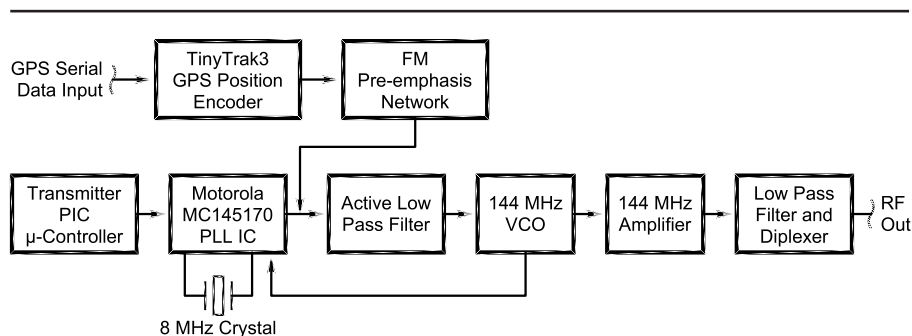 GPS Serial
Data Input
TinyTrak3
GPS Position
Encoder
FM
Pre-emphasis
Network
Transmitter
PIC
μ-Controller
Motorola
MC145170
PLL IC
Active Low
Pass Filter
144 MHz
VCO
144 MHz
Amplifier
Low Pass
Filter and
Diplexer
RF
Out
8 MHz Crystal